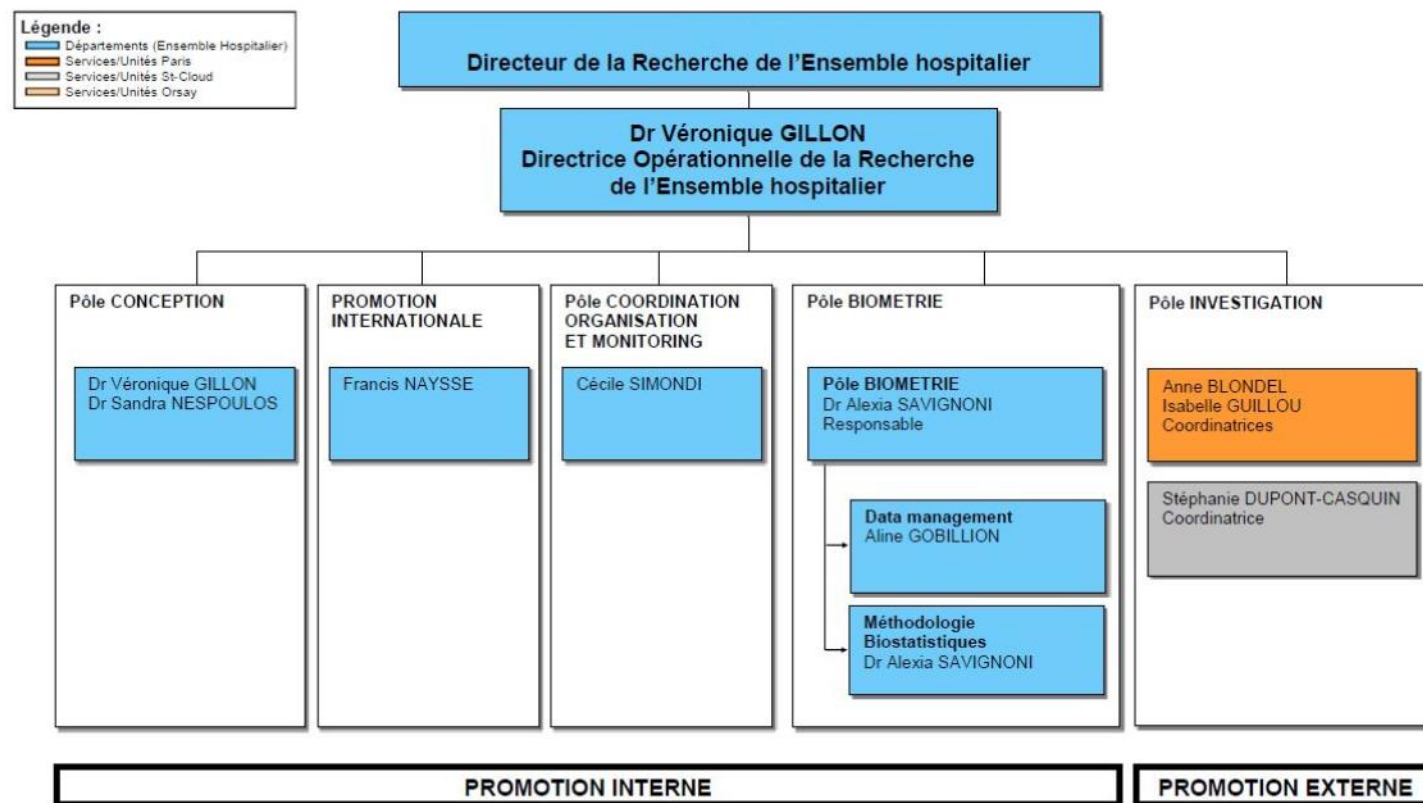 Légende :
Départements (Ensemble Hospitalier)
Services/Unités Paris
Services/Unités St-Cloud
Services/Unités Orsay
Directeur de la Recherche de l'Ensemble hospitalier
Dr Véronique GILLON
Directrice Opérationnelle de la Recherche
de l'Ensemble hospitalier
Pôle CONCEPTION
Dr Véronique GILLON
Dr Sandra NESPOULOS
PROMOTION
INTERNATIONALE
Francis NAYSSE
Pôle COORDINATION
ORGANISATION
ET MONITORING
Cécile SIMONDI
Pôle BIOMETRIE
Pôle BIOMETRIE
Dr Alexia SAVIGNONI
Responsable
Data management
Aline GOBILLION
Méthodologie
Biostatistiques
Dr Alexia SAVIGNONI
Pôle INVESTIGATION
Anne BLONDEL
Isabelle GUILLOU
Coordinatrices
Stéphanie DUPONT-CASQUIN
Coordinatrice
PROMOTION INTERNE
PROMOTION EXTERNE